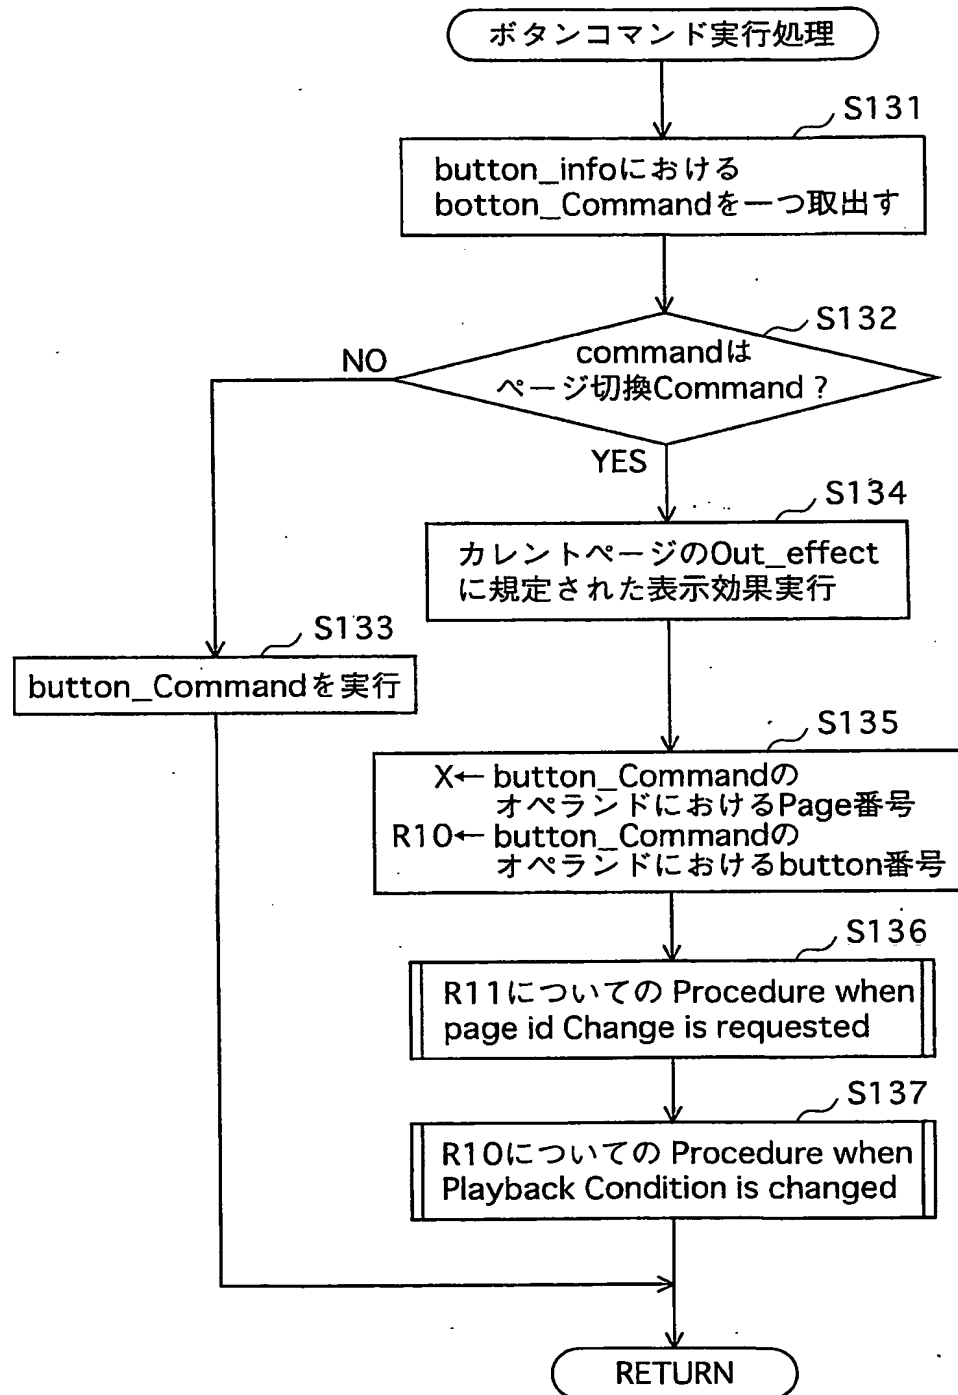 ボタンコマンド実行処理
S131
button_infoにおける
botton_Commandを一つ取出す
S132
commandは
ページ切換Command？
NO
YES
S134
カレントページのOut_effect
に規定された表示効果実行
S133
button_Commandを実行
S135
X← button_Commandの
オペランドにおけるPage番号
R10← button_Commandの
オペランドにおけるbutton番号
S136
R11についての Procedure when
page id Change is requested
S137
R10についての Procedure when
Playback Condition is changed
RETURN